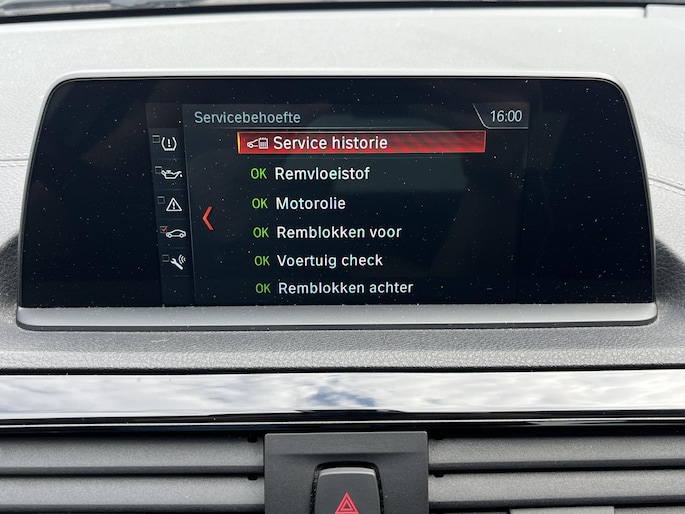 Servicebehoefte 16:00
Service historie
OK Remvloeistof
OK Motorolie
OK Remblokken voor
OK Voertuig check
OK Remblokken achter